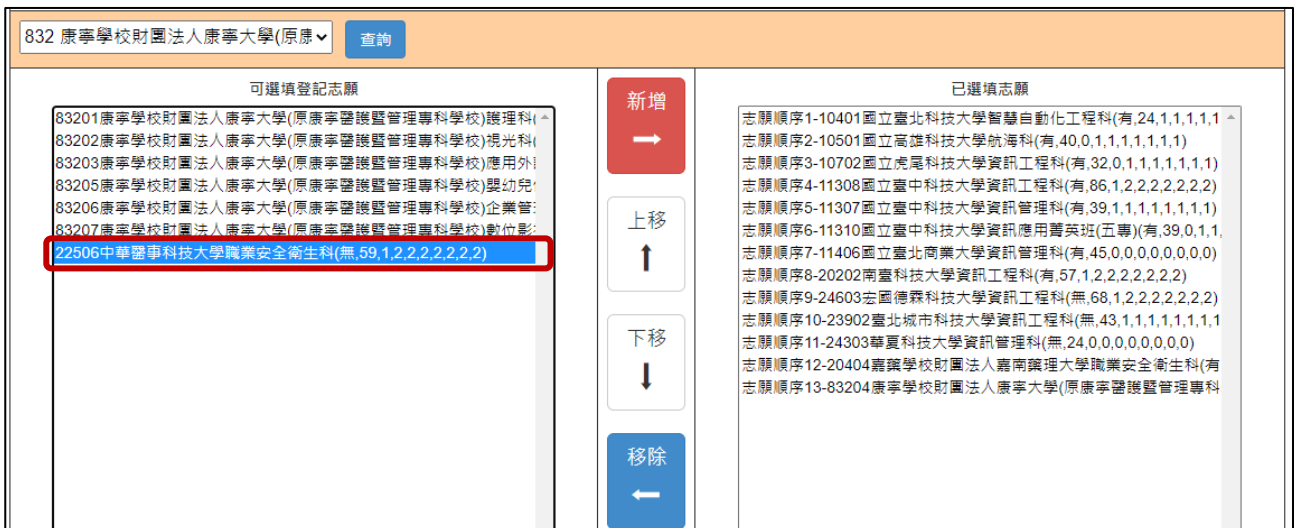 832 康寧學校財團法人康寧大學(原康
查詢
可選填登記志願
83201康寧學校財團法人康寧大學(原康寧醫護暨管理專科學校)護理科(
83202康寧學校財團法人康寧大學(原康寧醫護暨管理專科學校)視光科(
83203康寧學校財團法人康寧大學(原康寧醫護暨管理專科學校)應用外
83205康寧學校財團法人康寧大學(原康寧醫護暨管理專科學校)嬰幼兒
83206康寧學校財團法人康寧大學(原康寧醫護暨管理專科學校)企業管
83207康寧學校財團法人康寧大學(原康寧醫護暨管理專科學校)數位影
22506中華醫事科技大學職業安全衛生科(無,59,1,2,2,2,2,2,2,2)
新增
上移
下移
移除
已選填志願
志願順序1-10401國立臺北科技大學智慧自動化工程科(有,24,1,1,1,1,1
志願順序2-10501國立高雄科技大學航海科(有,40,0,1,1,1,1,1,1,1)
志願順序3-10702國立虎尾科技大學資訊工程科(有,32,0,1,1,1,1,1,1,1)
志願順序4-11308國立臺中科技大學資訊工程科(有,86,1,2,2,2,2,2,2,2)
志願順序5-11307國立臺中科技大學資訊管理科(有,39,1,1,1,1,1,1,1,1)
志願順序6-11310國立臺中科技大學資訊應用菁英班(五專)(有,39,0,1,1,
志願順序7-11406國立臺北商業大學資訊管理科(有,45,0,0,0,0,0,0,0,0)
志願順序8-20202南臺科技大學資訊工程科(有,57,1,2,2,2,2,2,2,2)
志願順序9-24603宏國德霖科技大學資訊工程科(無,68,1,2,2,2,2,2,2,2)
志願順序10-23902臺北城市科技大學資訊工程科(無,43,1,1,1,1,1,1,1,1
志願順序11-24303華夏科技大學資訊管理科(無,24,0,0,0,0,0,0,0,0)
志願順序12-20404嘉藥學校財團法人嘉南藥理大學職業安全衛生科(有
志願順序13-83204康寧學校財團法人康寧大學(原康寧醫護暨管理專科